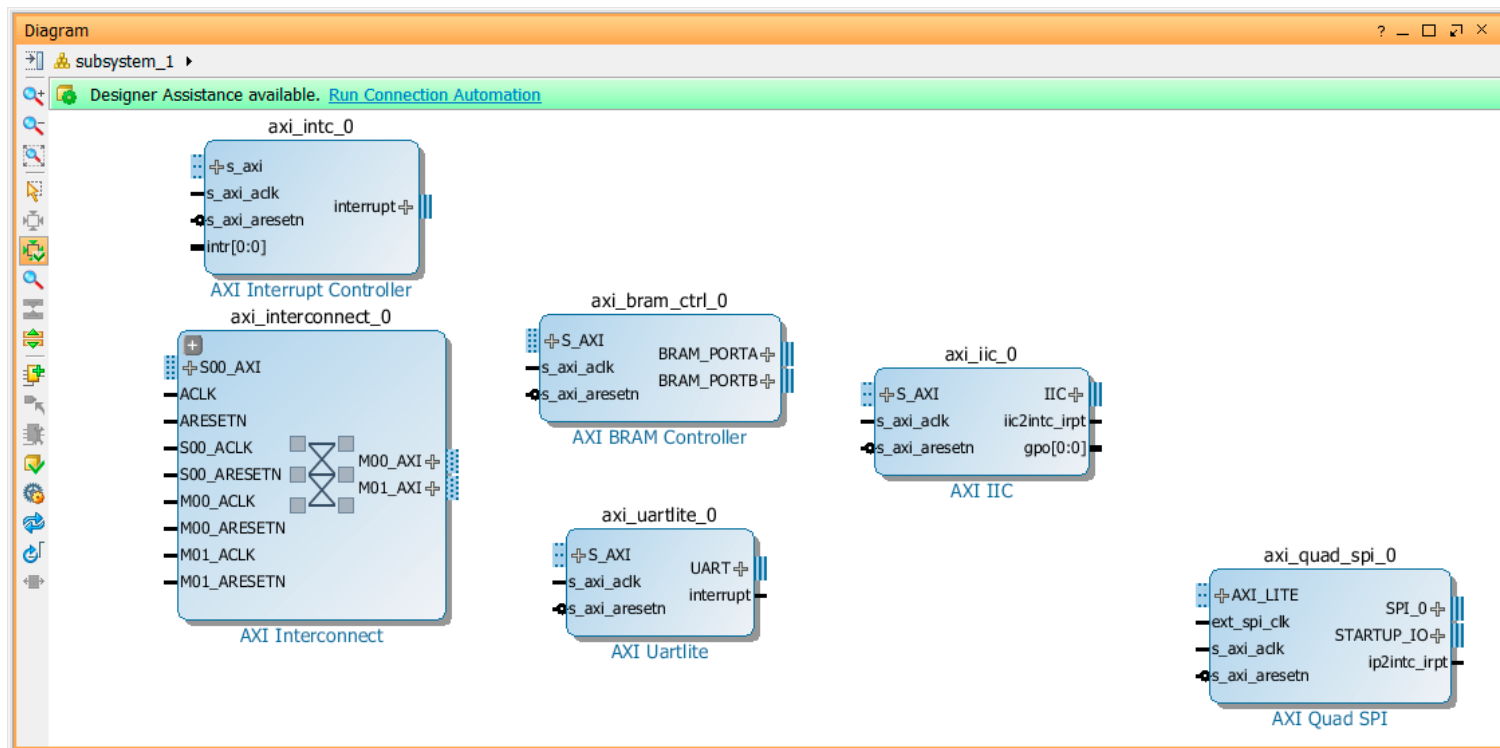 Diagram
subsystem_1
Designer Assistance available. Run Connection Automation
axi_intc_0
s_axi
s_axi_aclk
s_axi_aresetn
intr[0:0]
interrupt
AXI Interrupt Controller
axi_interconnect_0
S00_AXI
ACLK
ARESETN
S00_ACLK
S00_ARESETN
M00_ACLK
M00_ARESETN
M01_ACLK
M01_ARESETN
M00_AXI
M01_AXI
AXI Interconnect
axi_bram_ctrl_0
S_AXI
s_axi_aclk
s_axi_aresetn
BRAM_PORTA
BRAM_PORTB
AXI BRAM Controller
axi_uartlite_0
S_AXI
s_axi_aclk
s_axi_aresetn
UART
interrupt
AXI Uartlite
axi_iic_0
S_AXI
s_axi_aclk
s_axi_aresetn
IIC
iic2intc_irpt
gpo[0:0]
AXI IIC
axi_quad_spi_0
AXI_LITE
ext_spi_clk
s_axi_aclk
s_axi_aresetn
SPI_0
STARTUP_IO
ip2intc_irpt
AXI Quad SPI